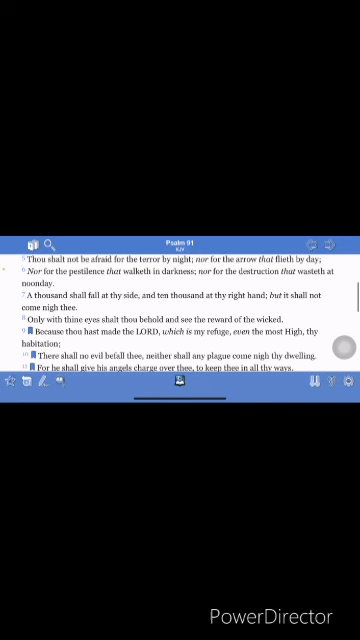 Psalm 91
KJV
5 Thou shalt not be afraid for the terror by night; nor for the arrow that flieth by day;
6 Nor for the pestilence that walketh in darkness; nor for the destruction that wasteth at
noonday.
7 A thousand shall fall at thy side, and ten thousand at thy right hand; but it shall not
come nigh thee.
8 Only with thine eyes shalt thou behold and see the reward of the wicked.
9 Because thou hast made the LORD, which is my refuge, even the most High, thy
habitation;
10 There shall no evil befall thee, neither shall any plague come nigh thy dwelling.
11 For he shall give his angels charge over thee, to keep thee in all thy ways.
PowerDirector